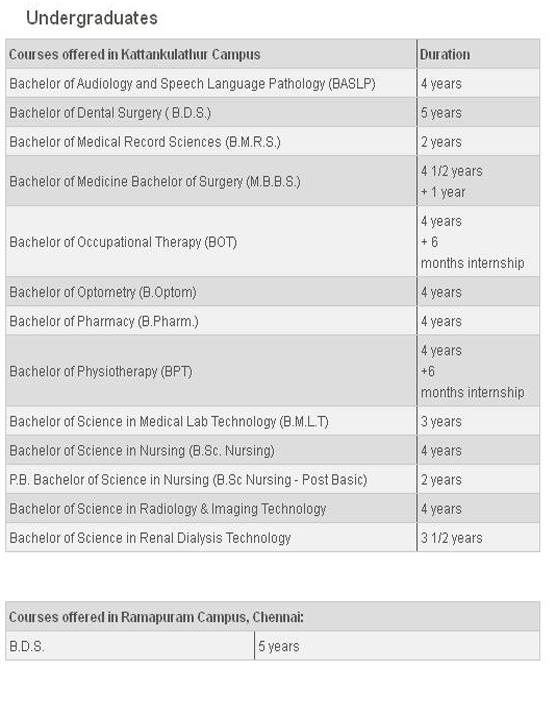 Undergraduates
Courses offered in Kattankulathur Campus Duration
Bachelor of Audiology and Speech Language Pathology (BASLP) 4 years
Bachelor of Dental Surgery ( B.D.S.) 5 years
Bachelor of Medical Record Sciences (B.M.R.S.) 2 years
Bachelor of Medicine Bachelor of Surgery (M.B.B.S.) 4 1/2 years
+ 1 year
Bachelor of Occupational Therapy (BOT) 4 years
+ 6
months internship
Bachelor of Optometry (B.Optom) 4 years
Bachelor of Pharmacy (B.Pharm.) 4 years
Bachelor of Physiotherapy (BPT) 4 years
+6
months internship
Bachelor of Science in Medical Lab Technology (B.M.L.T) 3 years
Bachelor of Science in Nursing (B.Sc. Nursing) 4 years
P.B. Bachelor of Science in Nursing (B.Sc Nursing - Post Basic) 2 years
Bachelor of Science in Radiology & Imaging Technology 4 years
Bachelor of Science in Renal Dialysis Technology 3 1/2 years
Courses offered in Ramapuram Campus, Chennai:
B.D.S. 5 years